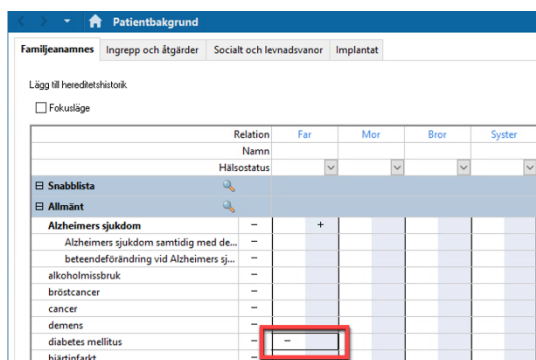 Patientbakgrund
Familjeanamnes Ingrepp och åtgärder Socialt och levnadsvanor Implantat
Lägg till hereditetshistorik
Fokusläge
Relation Far Mor Bror Syster
Namn
Hälsostatus
Snabblista
Allmänt
Alzheimers sjukdom − +
Alzheimers sjukdom samtidig med de... −
beteendeförändring vid Alzheimers sj... −
alkoholmissbruk −
bröstcancer −
cancer −
demens −
diabetes mellitus − −
hjärtinfarkt −